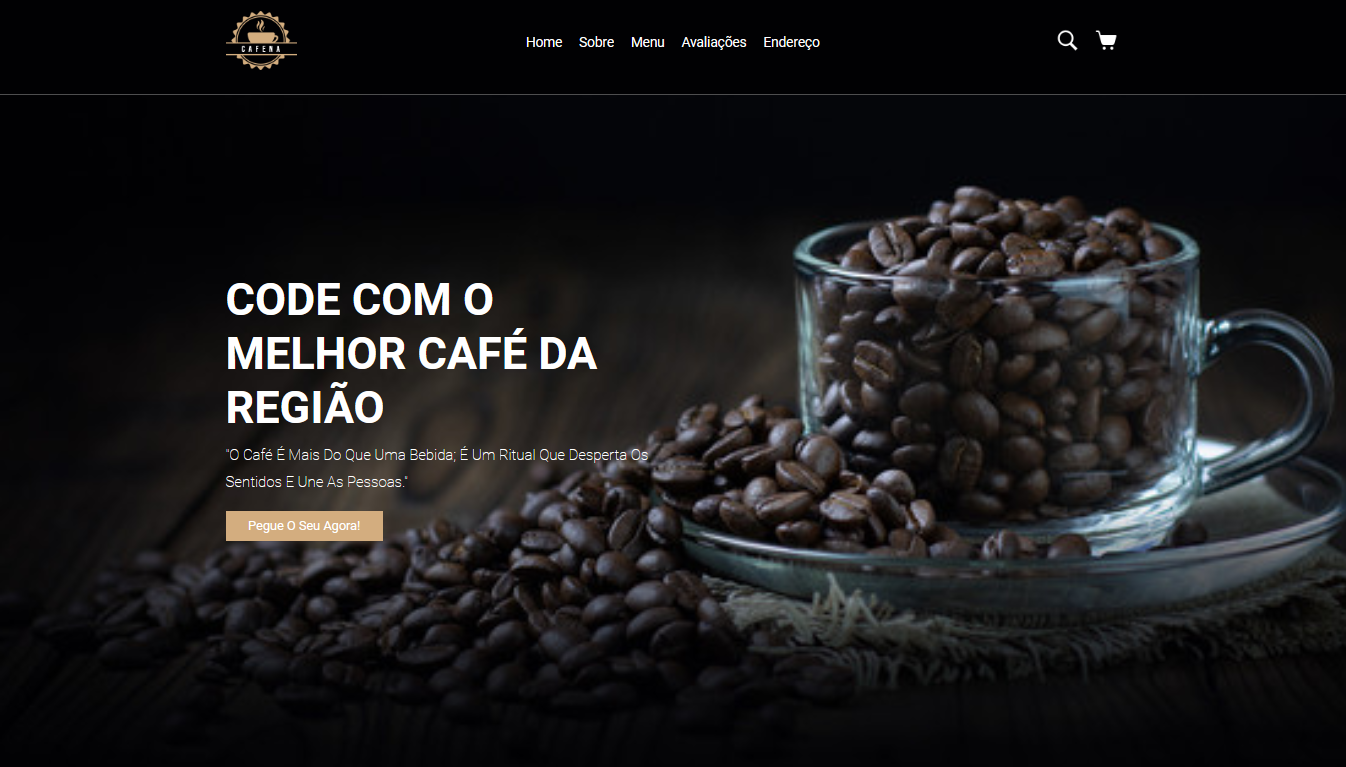 CAFENA
Home Sobre Menu Avaliações Endereço
CODE COM O
MELHOR CAFÉ DA
REGIÃO
"O Café É Mais Do Que Uma Bebida; É Um Ritual Que Desperta Os
Sentidos E Une As Pessoas."
Pegue O Seu Agora!